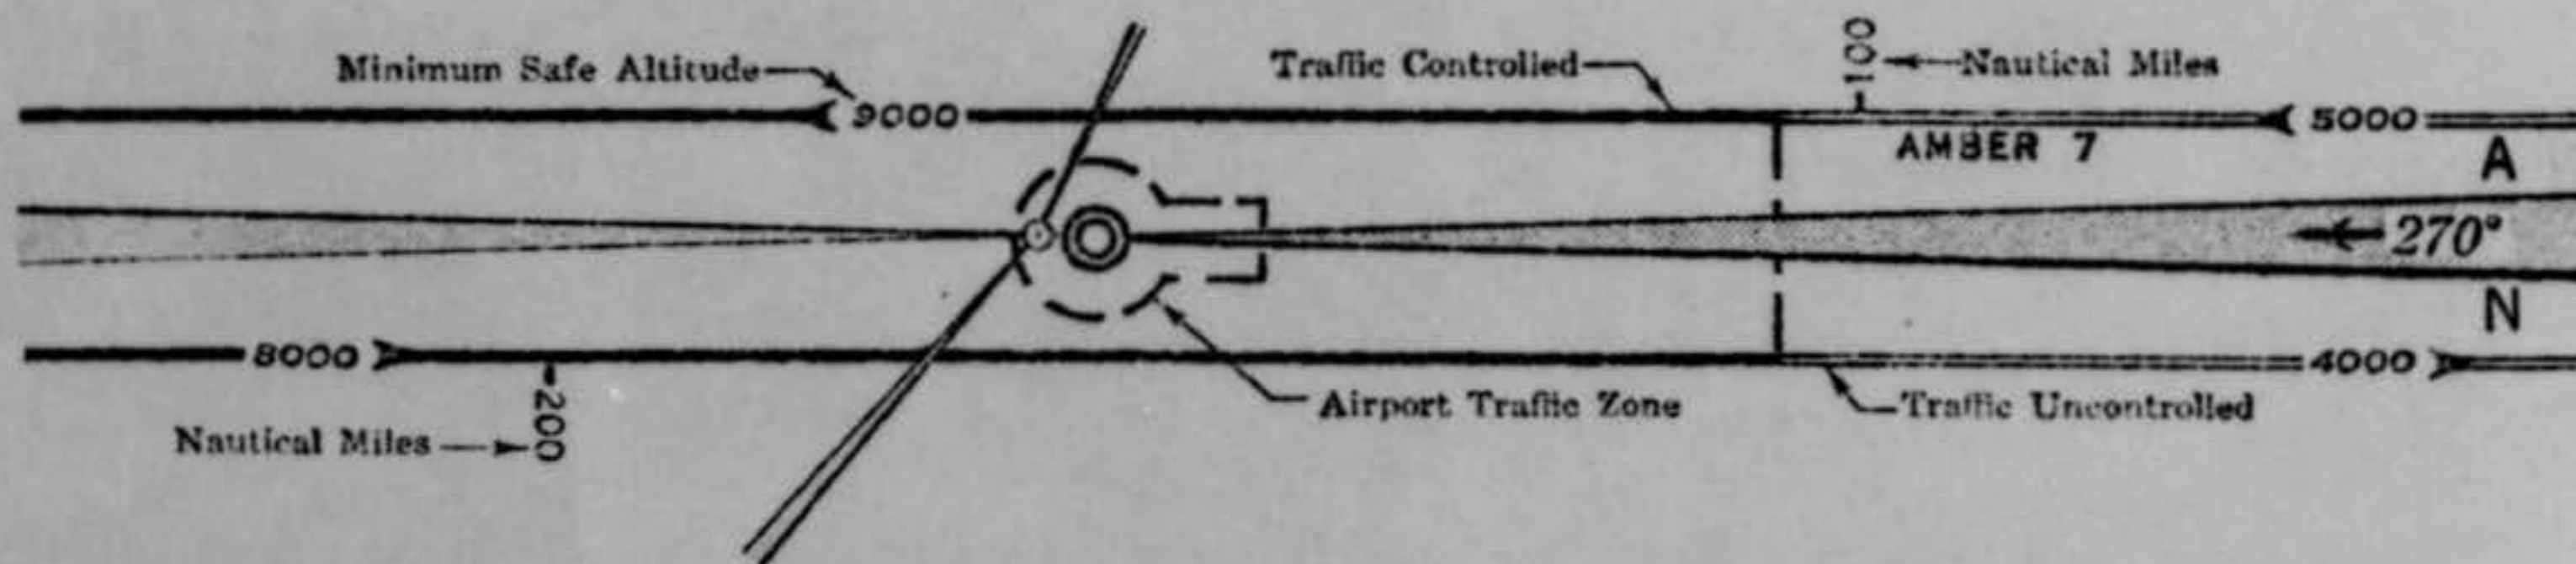 Minimum Safe Altitude
Traffic Controlled
100
Nautical Miles
9000
5000
AMBER 7
A
270°
N
8000
4000
200
Nautical Miles
Airport Traffic Zone
Traffic Uncontrolled